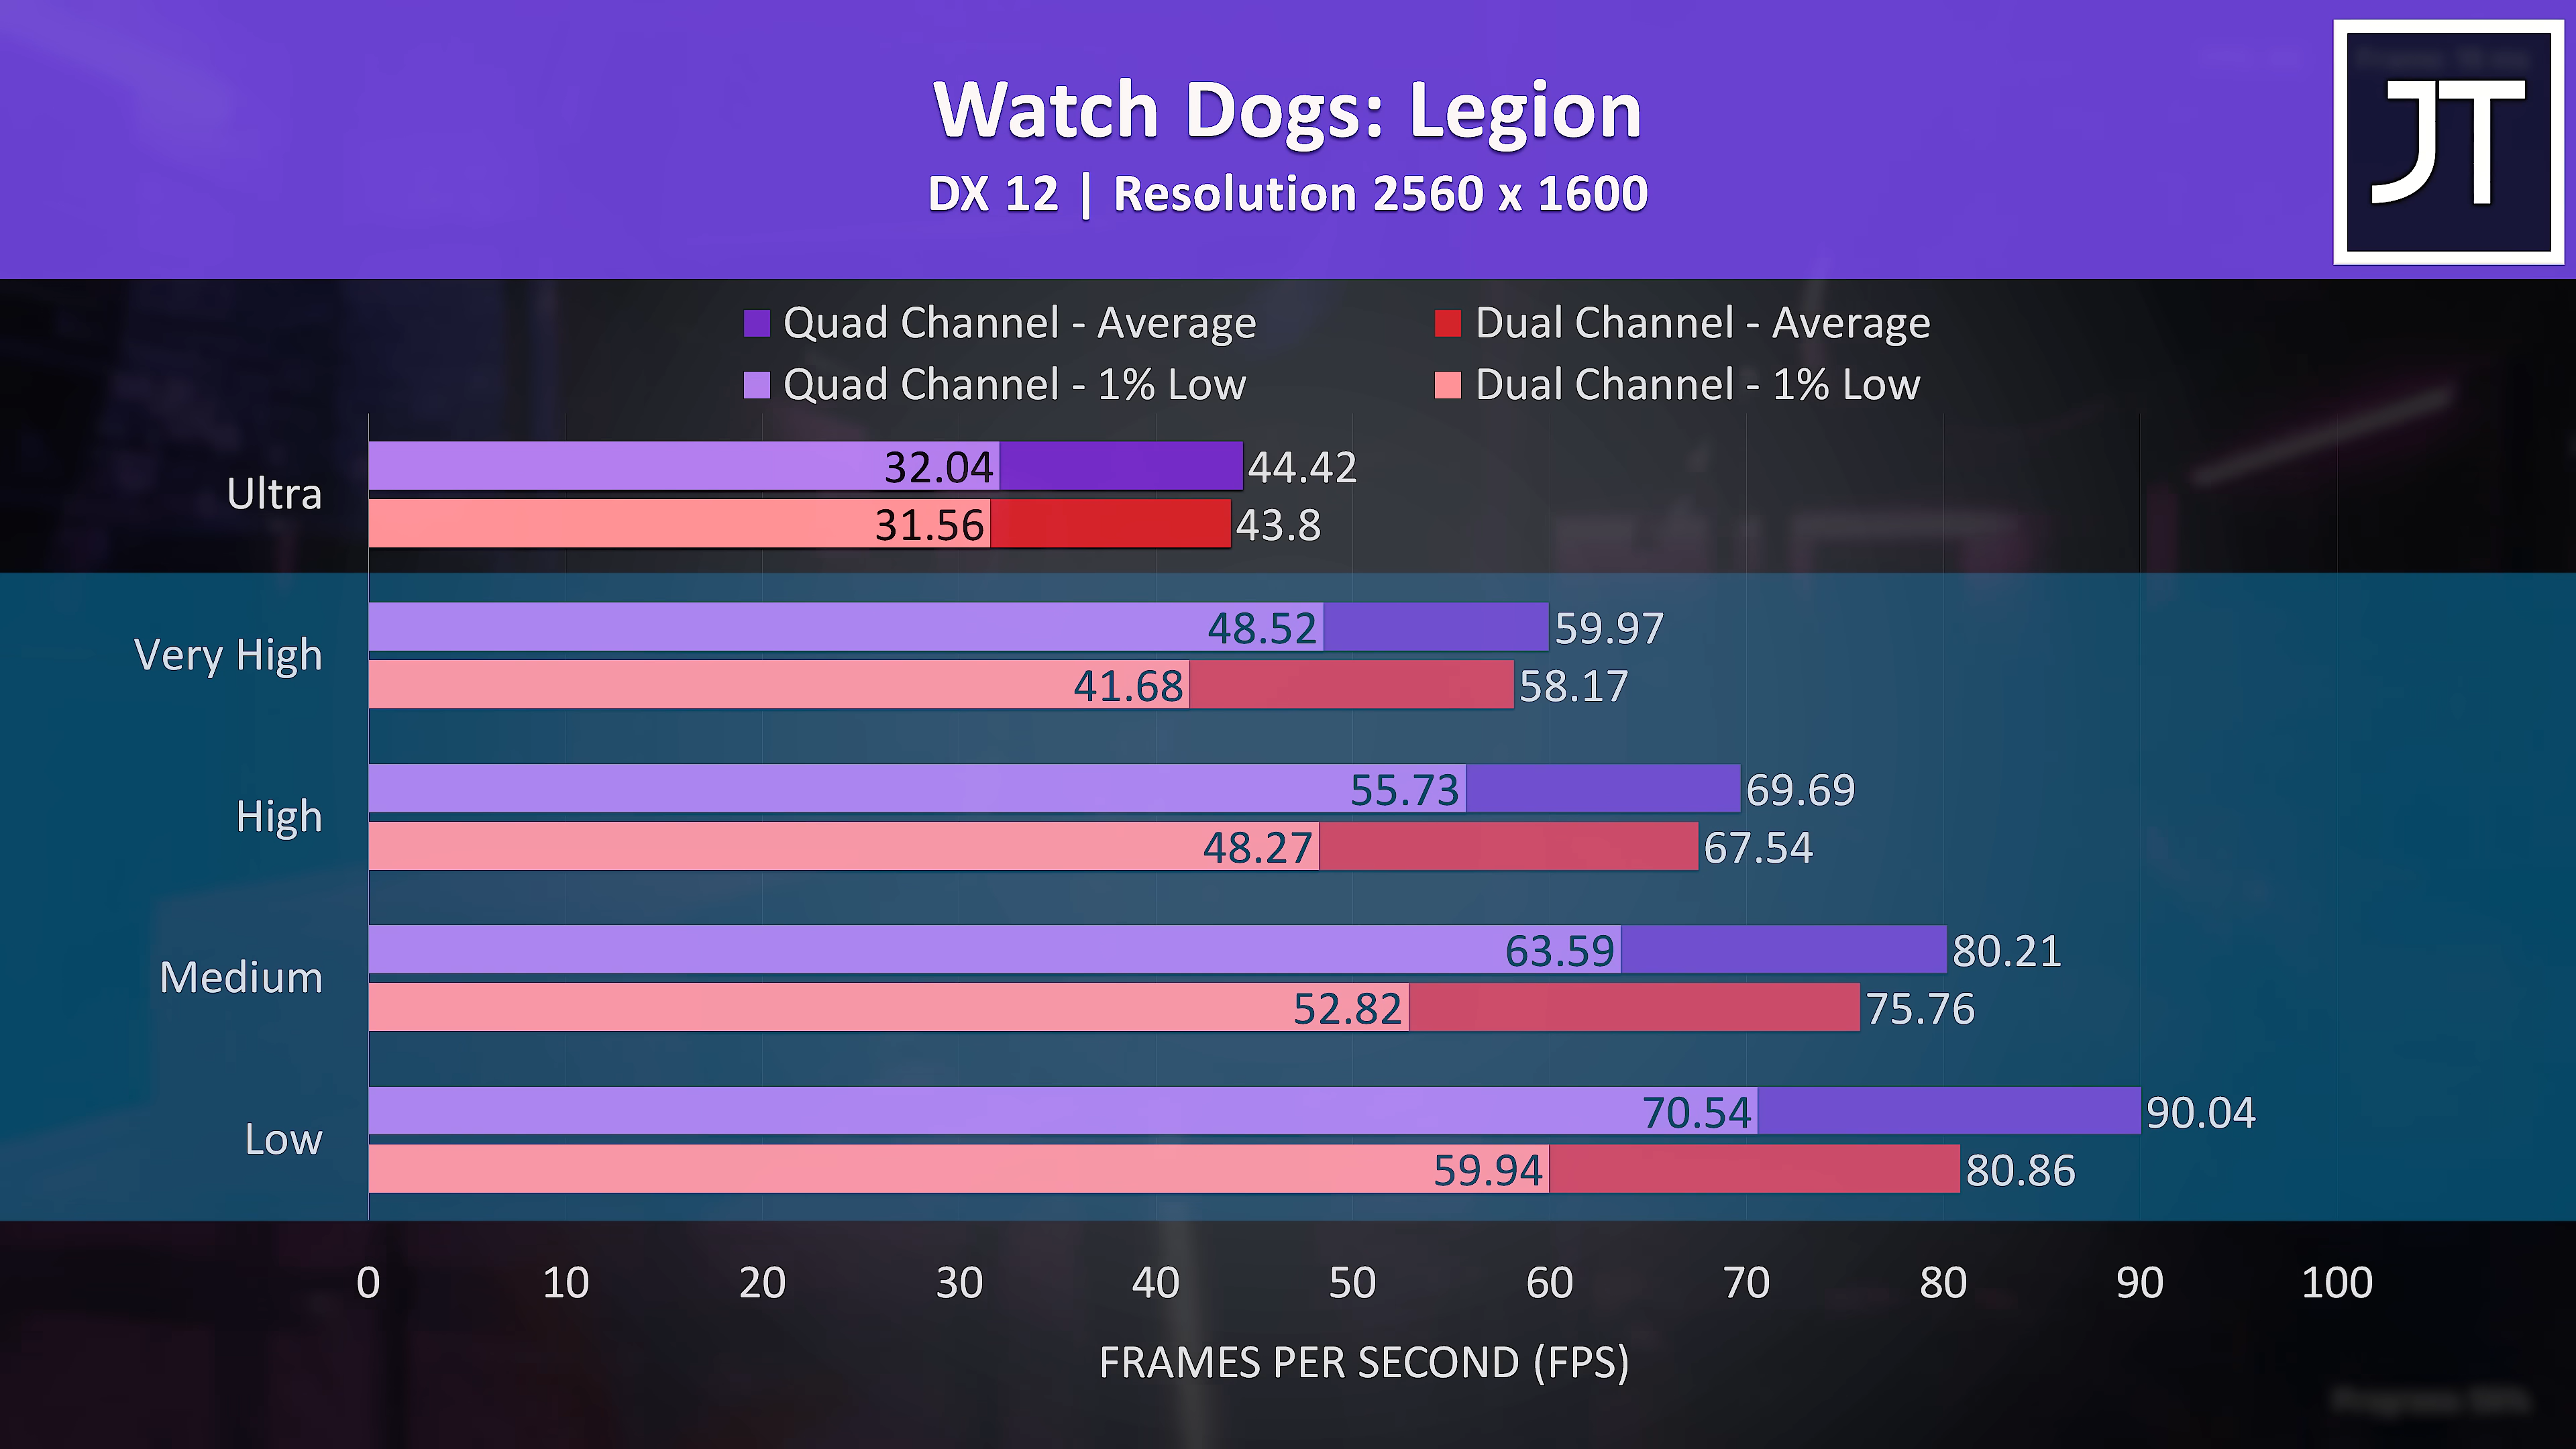 Watch Dogs: Legion
JT
DX 12 | Resolution 2560 x 1600
Quad Channel - Average
Dual Channel - Average
Quad Channel - 1% Low
Dual Channel - 1% Low
Ultra
32.04 44.42
31.56 43.8
Very High
48.52 59.97
41.68 58.17
High
55.73 69.69
48.27 67.54
Medium
63.59 80.21
52.82 75.76
Low
70.54 90.04
59.94 80.86
0 10 20 30 40 50 60 70 80 90 100
FRAMES PER SECOND (FPS)